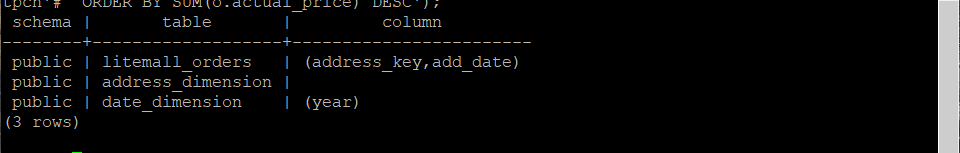 tpch'# ORDER BY SUM(o.actual_price) DESC');
schema | table | column
--------+-------------------+------------------------
public | litemall_orders | (address_key,add_date)
public | address_dimension |
public | date_dimension | (year)
(3 rows)